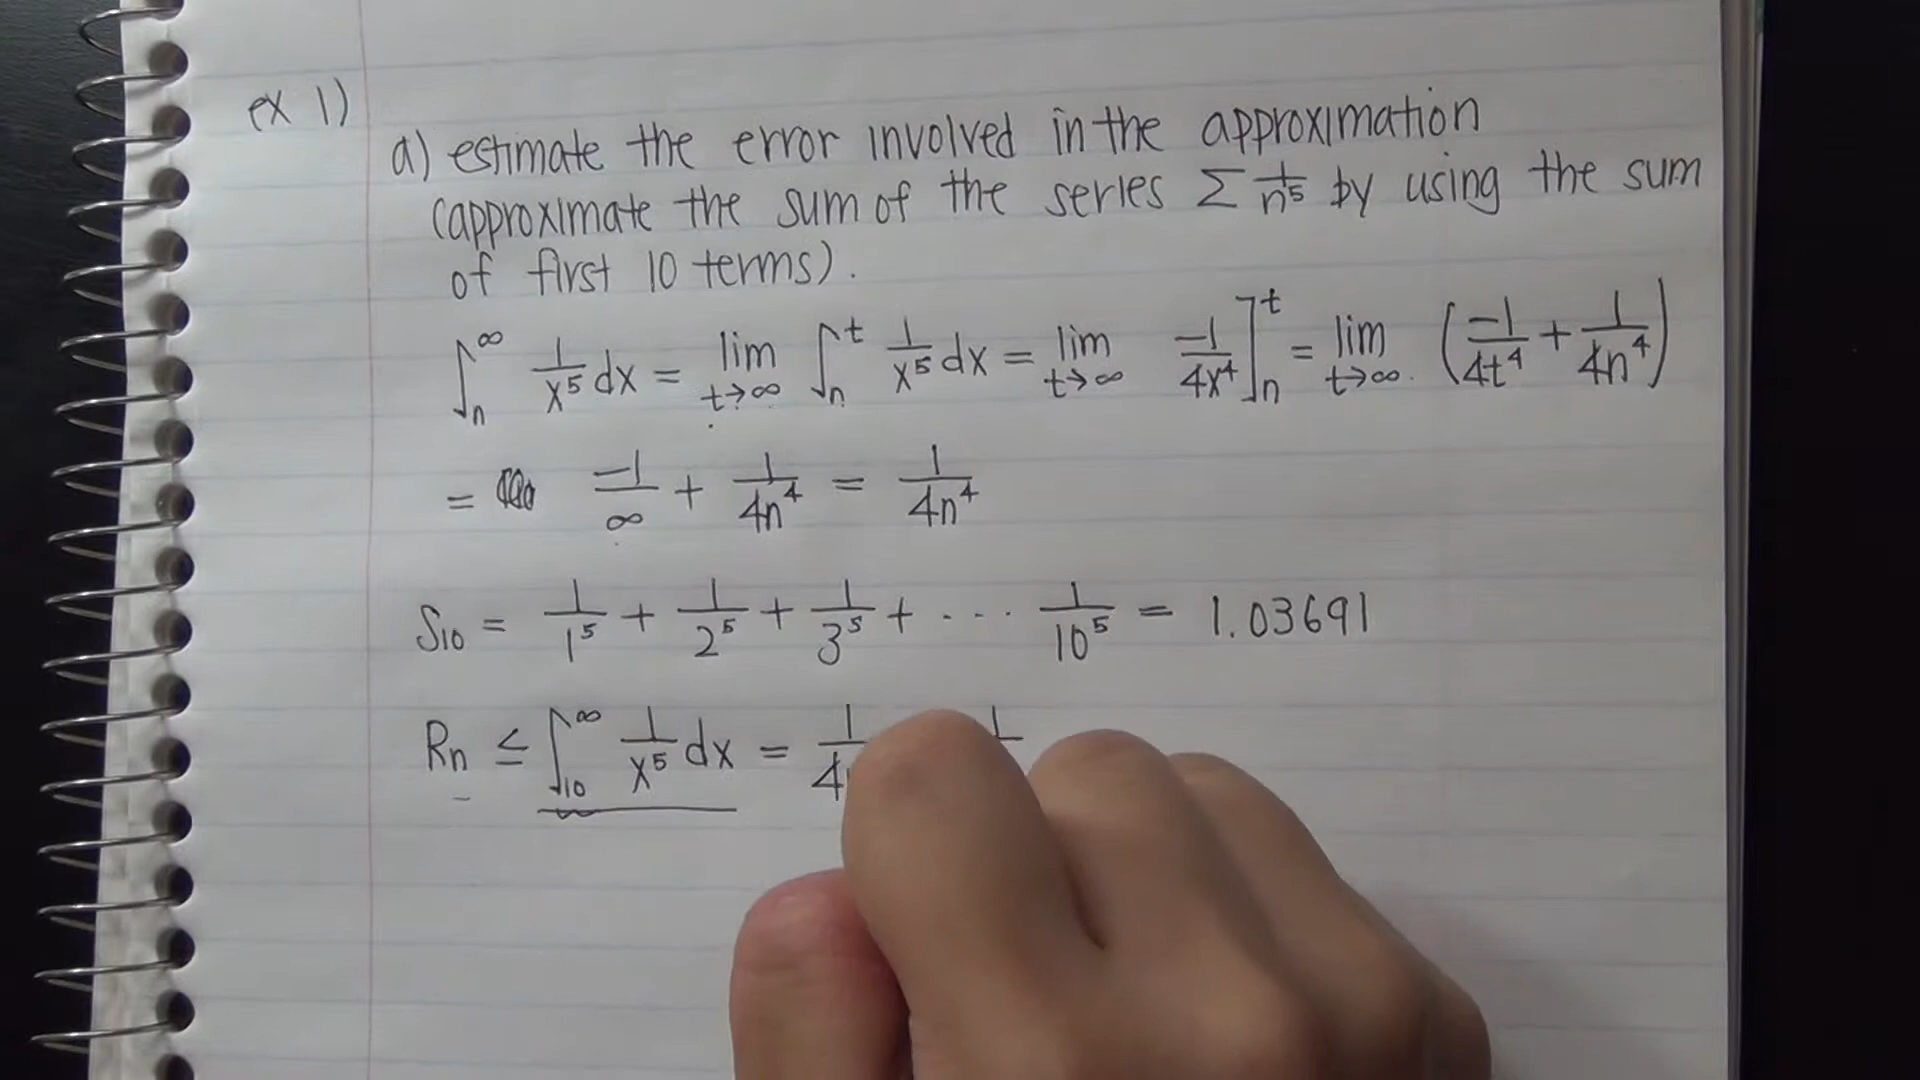 ex 1)
a) estimate the error involved in the approximation
(approximate the sum of the series Σ 1/n⁵ by using the sum
of first 10 terms).
∫ₙ^∞ 1/x⁵ dx = lim t→∞ ∫ₙ^t 1/x⁵ dx = lim t→∞ -1/4x⁴ ]ₙ^t = lim t→∞ (-1/4t⁴ + 1/4n⁴)
= -1/∞ + 1/4n⁴ = 1/4n⁴
S₁₀ = 1/1⁵ + 1/2⁵ + 1/3⁵ + ... 1/10⁵ = 1.03691
Rₙ ≤ ∫₁₀^∞ 1/x⁵ dx = 1/4